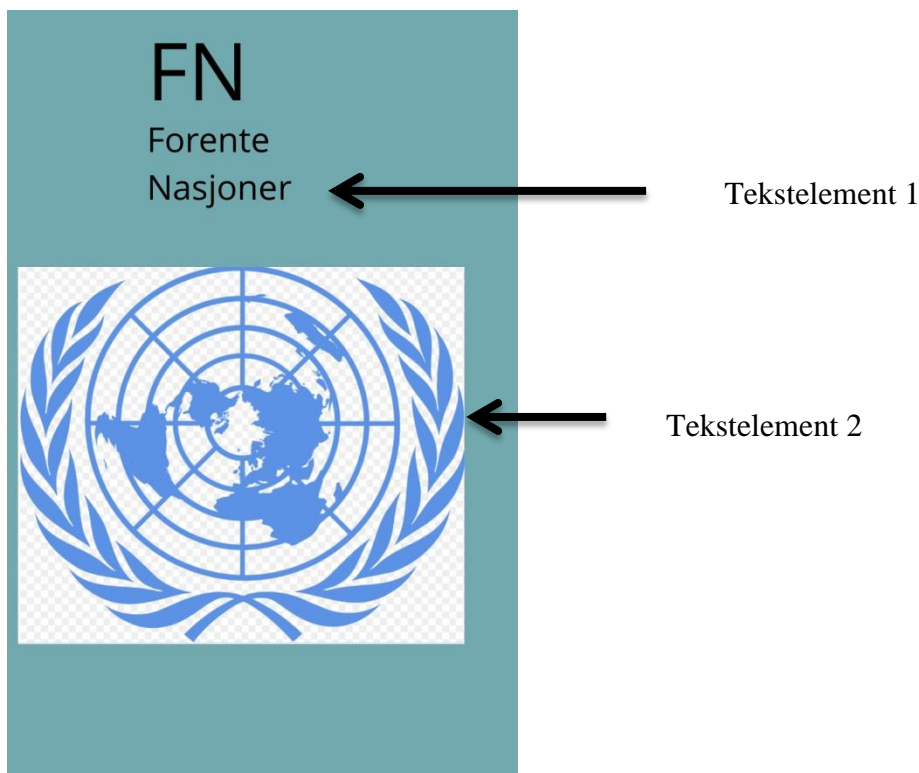 FN
Forente
Nasjoner
Tekstelement 1
Tekstelement 2